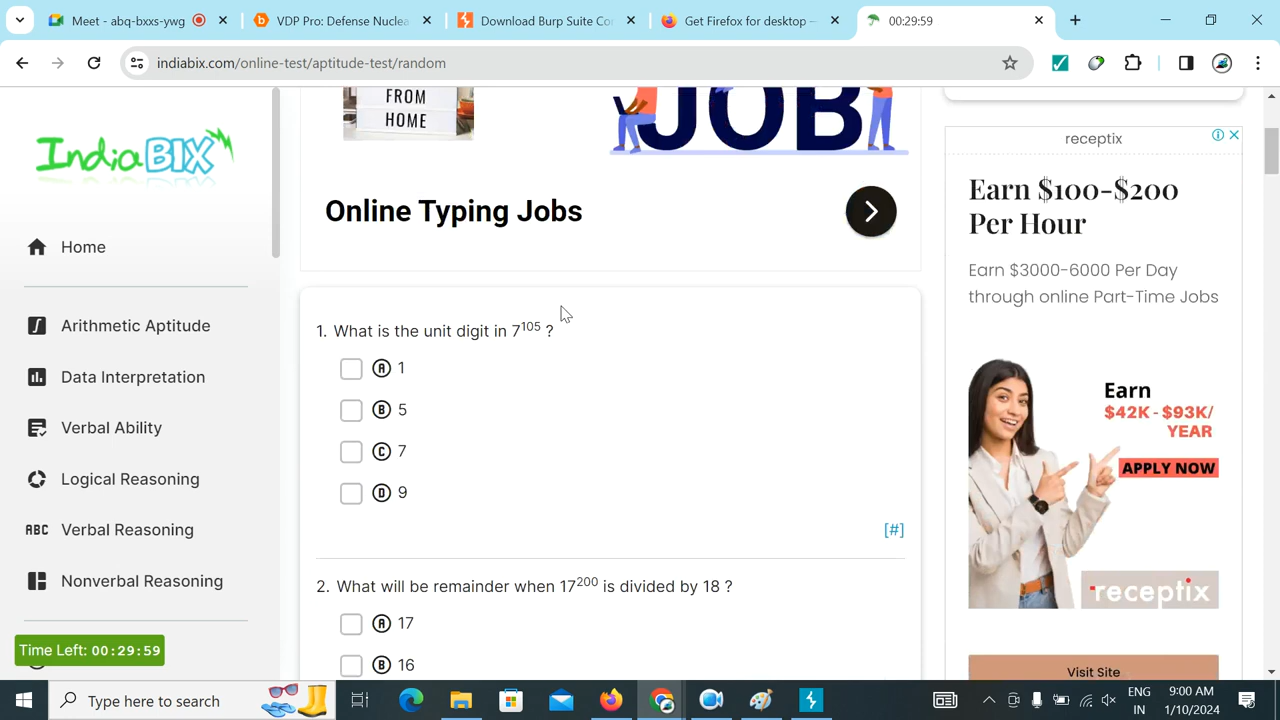 Meet - abq-bxxs-ywg
VDP Pro: Defense Nuclea
Download Burp Suite Co
Get Firefox for desktop —
00:29:59
indiabix.com/online-test/aptitude-test/random
IndiaBIX
Home
Arithmetic Aptitude
Data Interpretation
Verbal Ability
Logical Reasoning
ABC Verbal Reasoning
Nonverbal Reasoning
Time Left: 00:29:59
FROM
HOME
JOB
Online Typing Jobs
1. What is the unit digit in 7^105 ?
A 1
B 5
C 7
D 9
[#]
2. What will be remainder when 17^200 is divided by 18 ?
A 17
B 16
receptix
Earn $100-$200
Per Hour
Earn $3000-6000 Per Day
through online Part-Time Jobs
Earn
$42K - $93K/
YEAR
APPLY NOW
receptix
Visit Site
Type here to search
ENG
IN
9:00 AM
1/10/2024